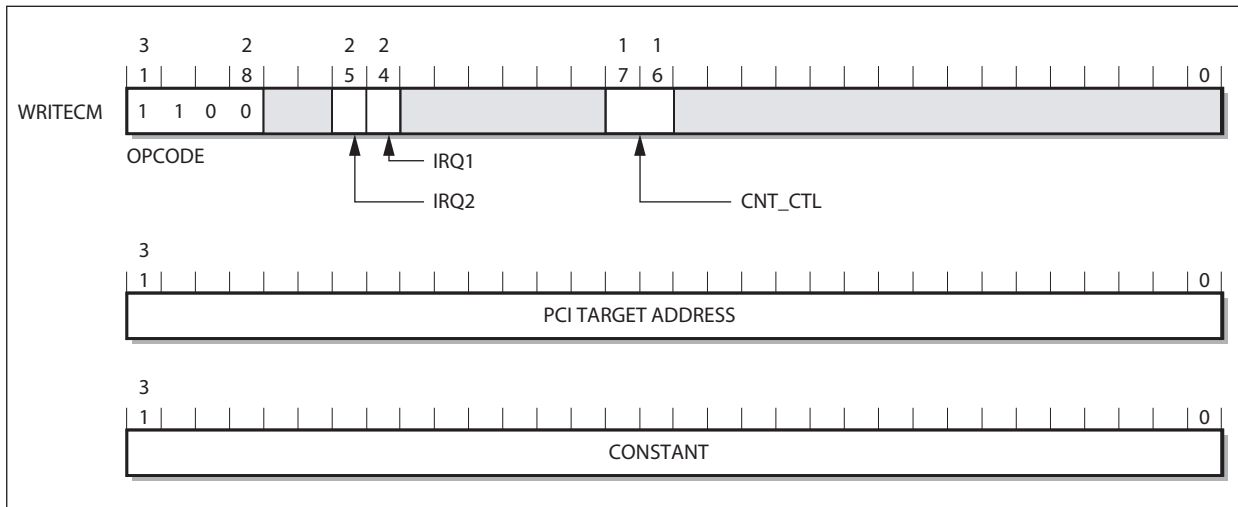 3 2 2 2 1 1
1 8 5 4 7 6 0
WRITECM 1 1 0 0
OPCODE
IRQ1
IRQ2 CNT_CTL
3
1 0
PCI TARGET ADDRESS
3
1 0
CONSTANT